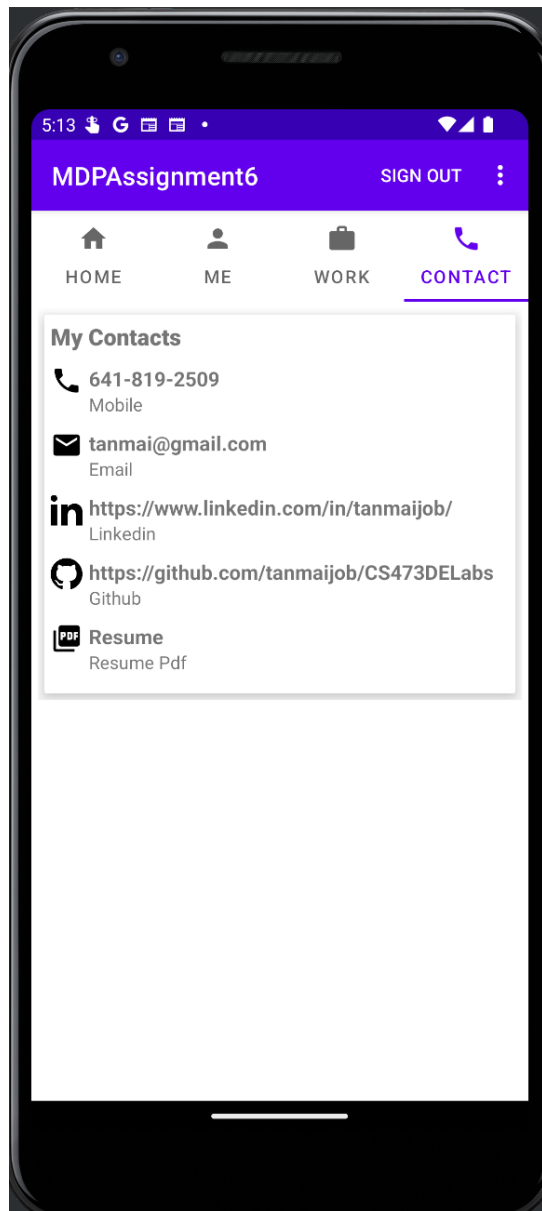 5:13
MDPAssignment6 SIGN OUT
HOME ME WORK CONTACT
My Contacts
641-819-2509
Mobile
tanmai@gmail.com
Email
in https://www.linkedin.com/in/tanmaijob/
Linkedin
https://github.com/tanmaijob/CS473DELabs
Github
PDF Resume
Resume Pdf